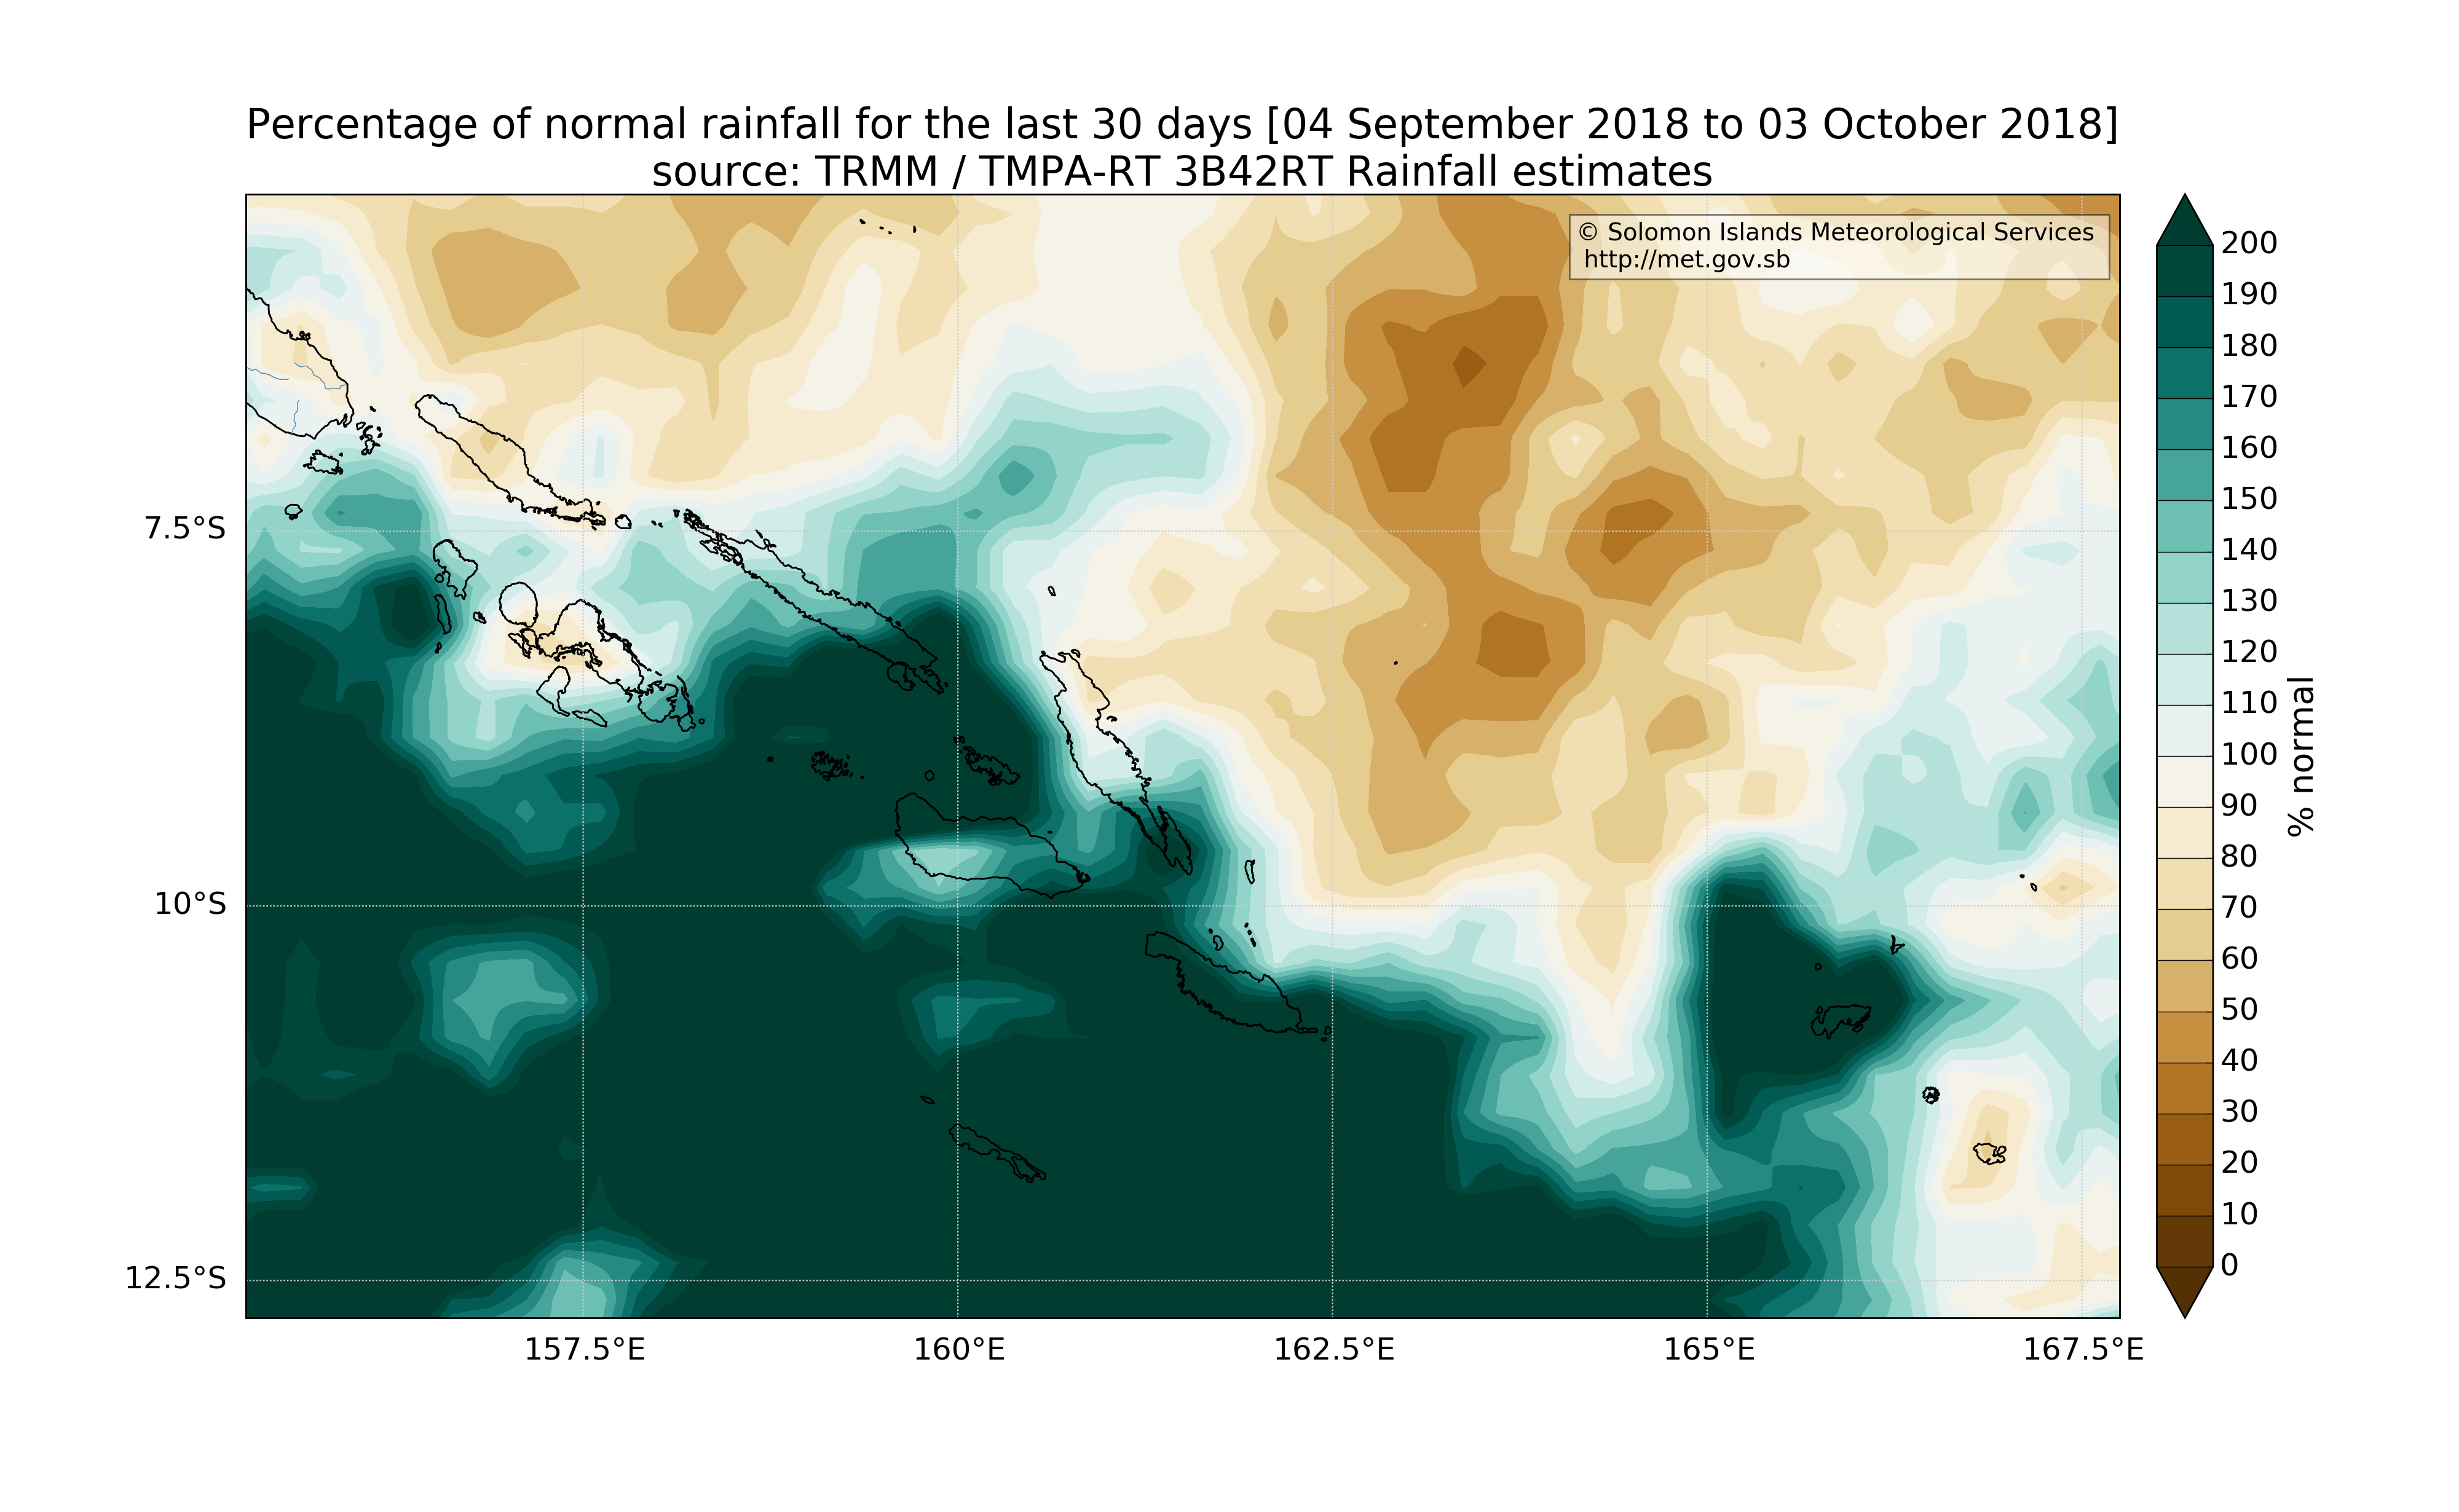 Percentage of normal rainfall for the last 30 days [04 September 2018 to 03 October 2018]
source: TRMM / TMPA-RT 3B42RT Rainfall estimates
© Solomon Islands Meteorological Services
http://met.gov.sb
7.5°S
10°S
12.5°S
157.5°E
160°E
162.5°E
165°E
167.5°E
200
190
180
170
160
150
140
130
120
110
100
90
80
70
60
50
40
30
20
10
0
% normal